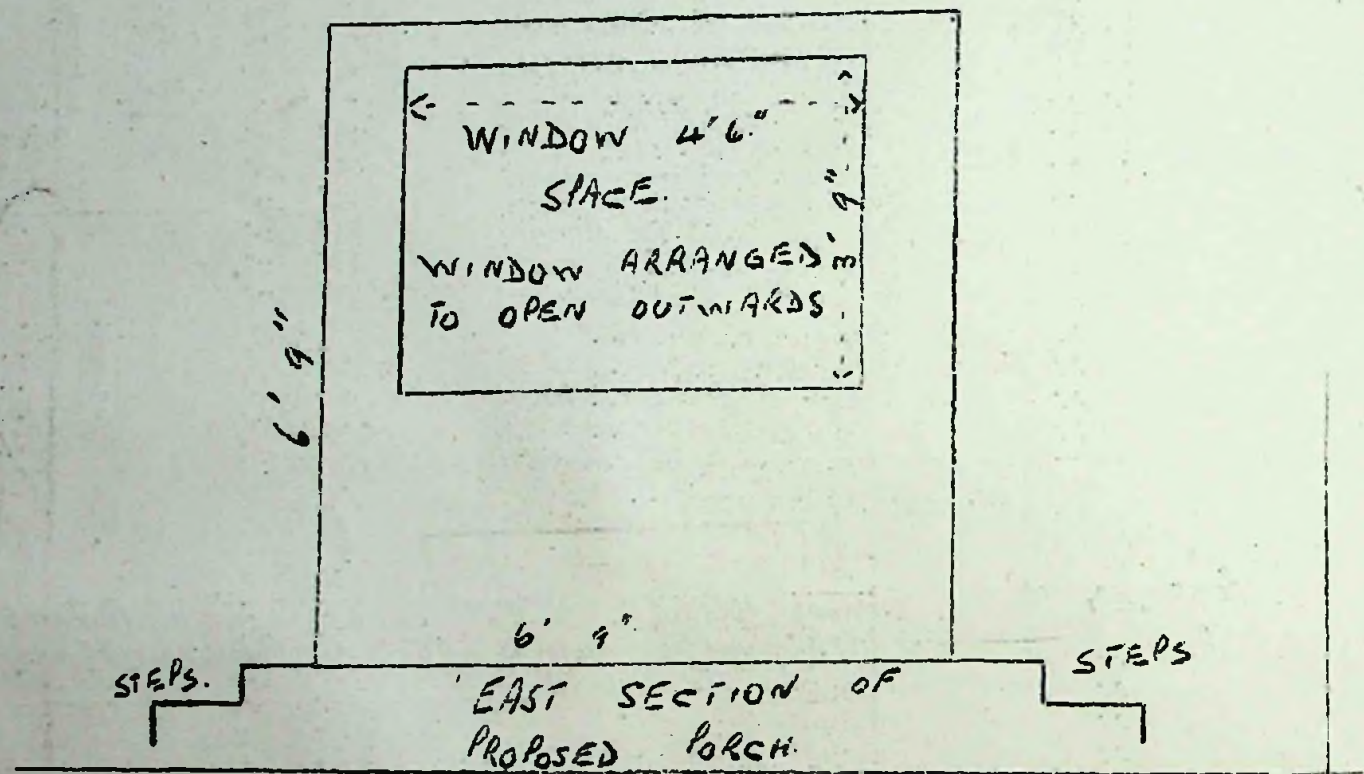 WINDOW 4' 6."
SPACE.
3' 9"
WINDOW ARRANGED
TO OPEN OUTWARDS.
6' 9"
6' 9".
STEPS.
STEPS
EAST SECTION OF
PROPOSED PORCH.